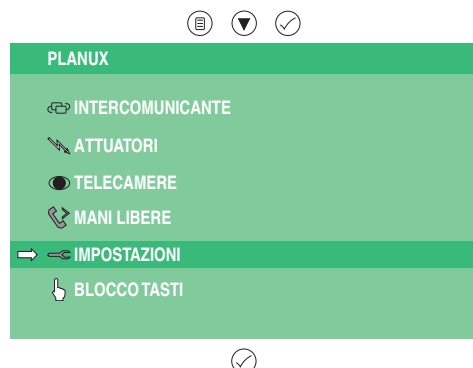 PLANUX
INTERCOMUNICANTE
ATTUATORI
TELECAMERE
MANI LIBERE
IMPOSTAZIONI
BLOCCO TASTI